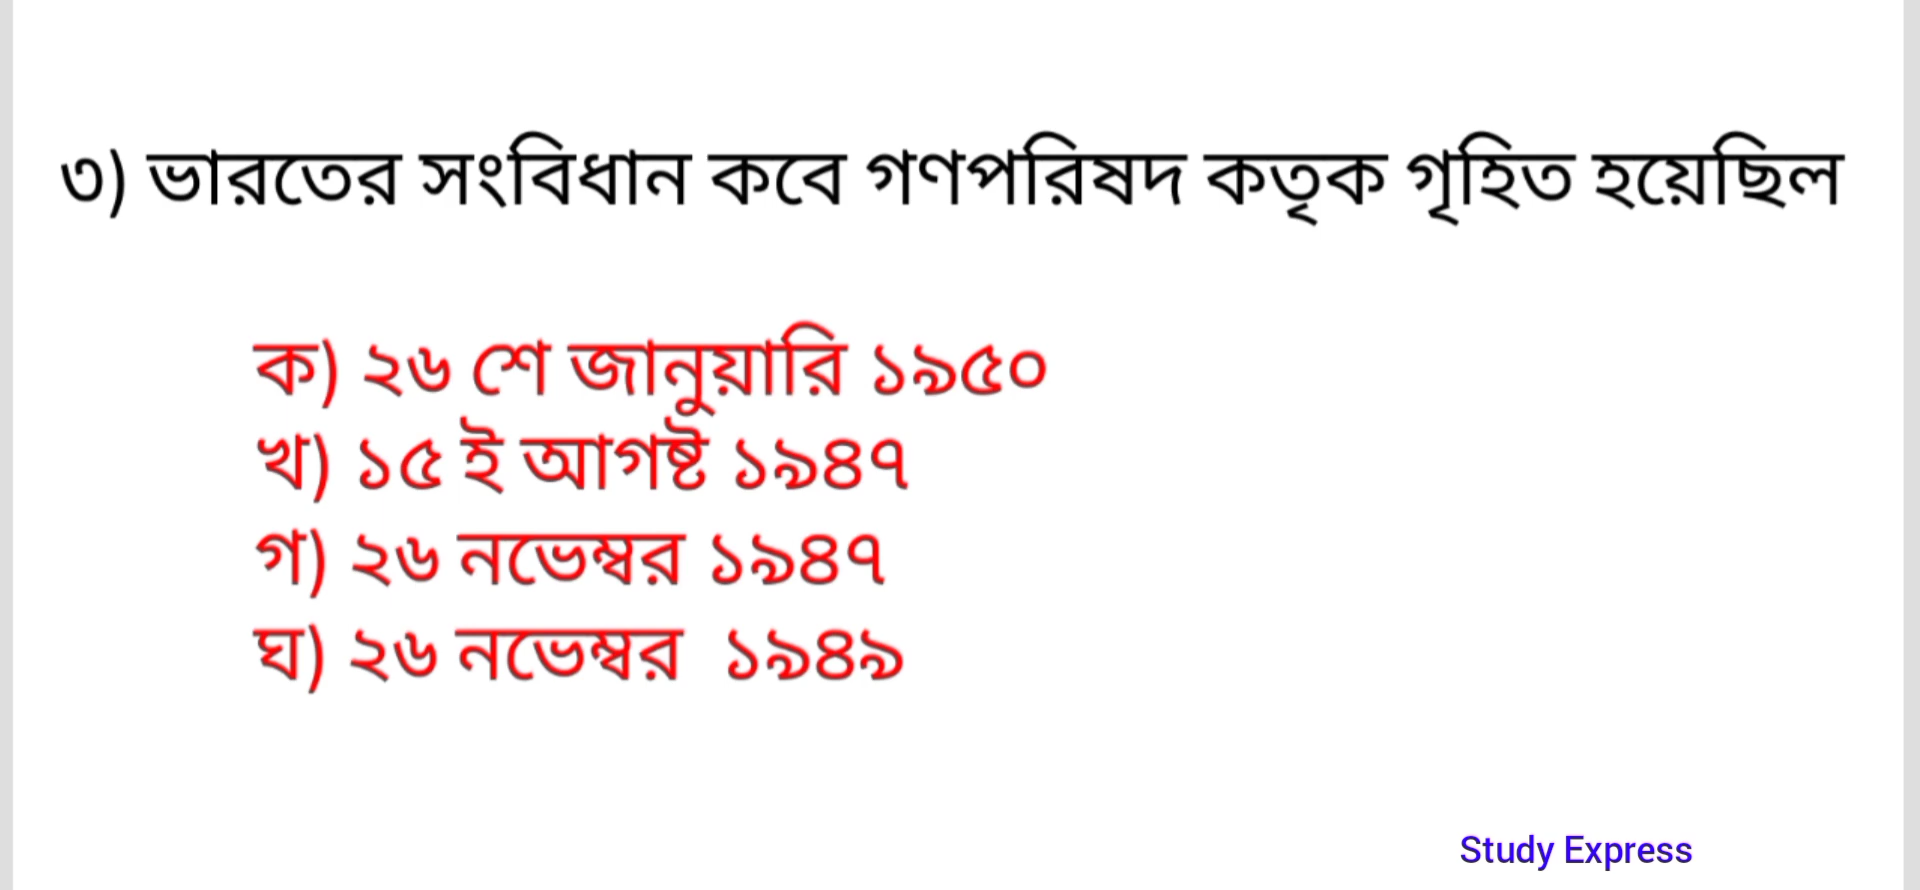 ৩) ভারতের সংবিধান কবে গণপরিষদ কতৃক গৃহিত হয়েছিল
ক) ২৬ শে জানুয়ারি ১৯৫০
খ) ১৫ ই আগষ্ট ১৯৪৭
গ) ২৬ নভেম্বর ১৯৪৭
ঘ) ২৬ নভেম্বর ১৯৪৯
Study Express